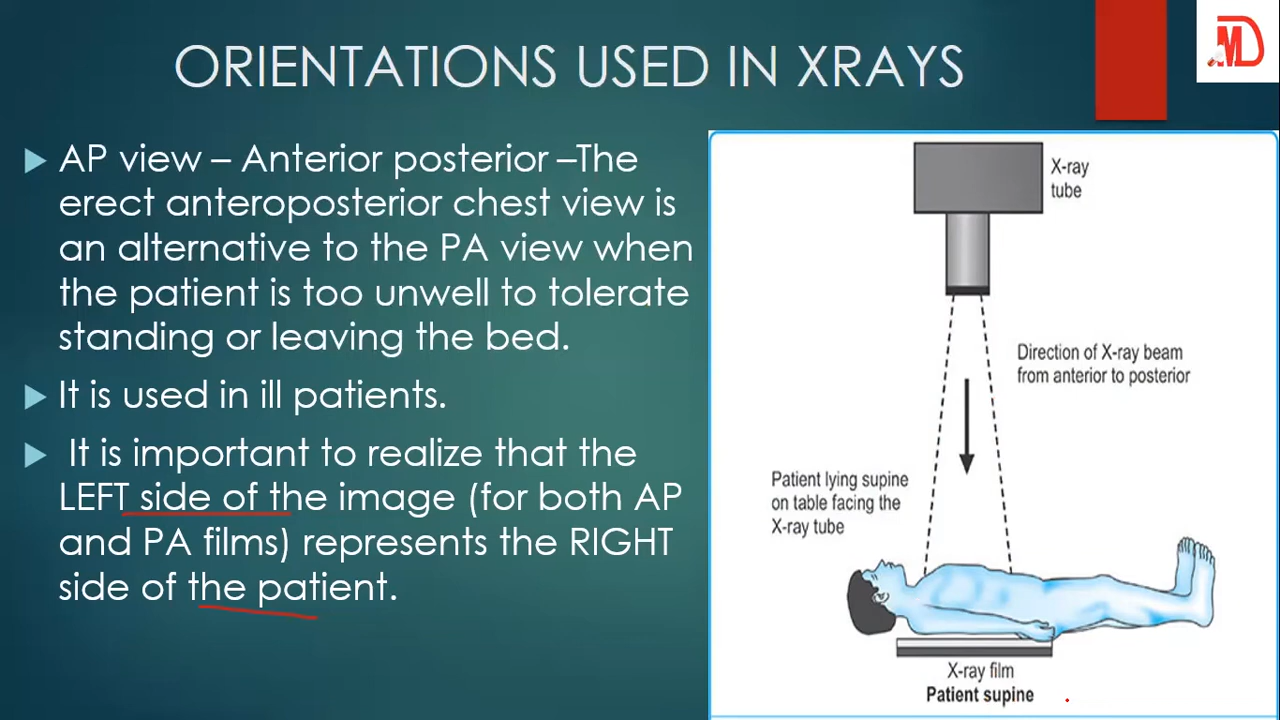 ORIENTATIONS USED IN XRAYS
MD
AP view – Anterior posterior –The
erect anteroposterior chest view is
an alternative to the PA view when
the patient is too unwell to tolerate
standing or leaving the bed.
It is used in ill patients.
It is important to realize that the
LEFT side of the image (for both AP
and PA films) represents the RIGHT
side of the patient.
X-ray
tube
Direction of X-ray beam
from anterior to posterior
Patient lying supine
on table facing the
X-ray tube
X-ray film
Patient supine